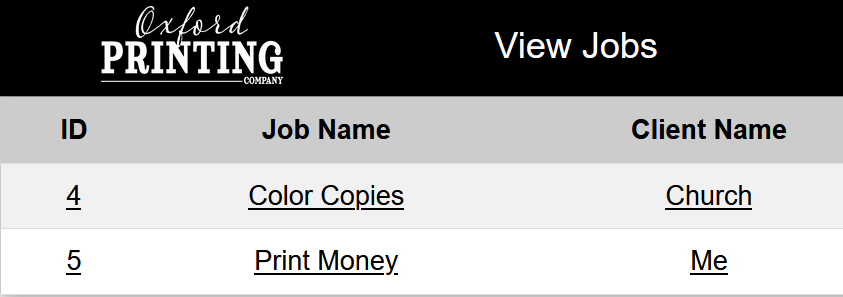 Oxford
PRINTING
COMPANY
View Jobs
ID Job Name Client Name
4 Color Copies Church
5 Print Money Me